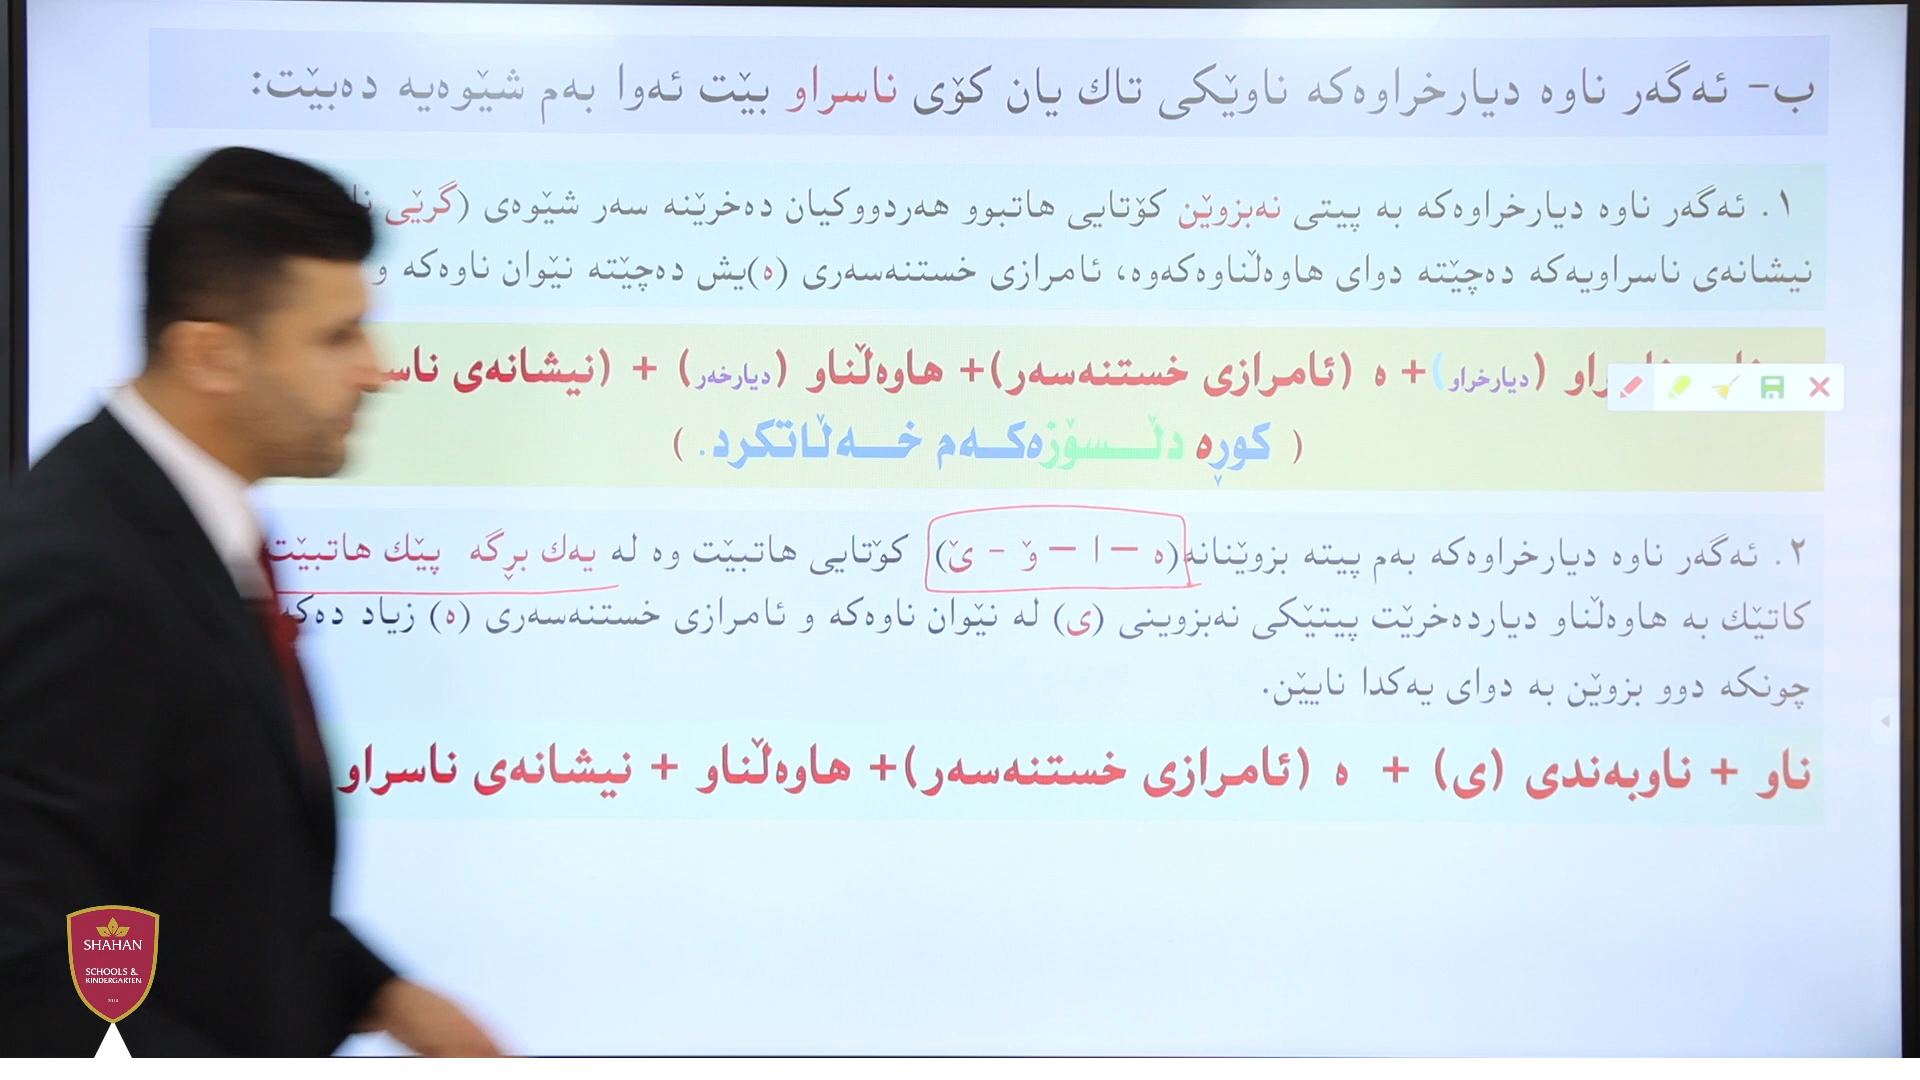 ب- ئەگەر ناوە دیارخراوەکە ناوێکی تاك یان کۆی ناسراو بێت ئەوا بەم شێوەیە دەبێت:
١. ئەگەر ناوە دیارخراوەکە بە پیتی نەبزوێن کۆتایی هاتبوو هەردووکیان دەخرێنە سەر شێوەی (گرێی
نیشانەی ناسراویەکە دەچێتە دوای هاوەڵناوەکەوە، ئامرازی خستنەسەری (ە)یش دەچێتە نێوان ناوەکە و
(دیارخراو)+ ە (ئامرازی خستنەسەر)+ هاوەڵناو (دیارخەر) + (نیشانەی
( کوڕە دڵسۆزەکەم خەڵاتکرد. )
٢. ئەگەر ناوە دیارخراوەکە بەم پیتە بزوێنانە(ە – ا – وٚ - یٚ) کۆتایی هاتبێت وە لە یەك بڕگە پێك هاتبێت
کاتێك بە هاوەڵناو دیاردەخرێت پیتێکی نەبزوینی (ی) لە نێوان ناوەکە و ئامرازی خستنەسەری (ە) زیاد
چونکە دوو بزوێن بە دوای یەکدا نایێن.
ناو + ناوبەندی (ی) + ە (ئامرازی خستنەسەر)+ هاوەڵناو + نیشانەی ناسراو
SHAHAN
SCHOOLS &
KINDERGARTEN